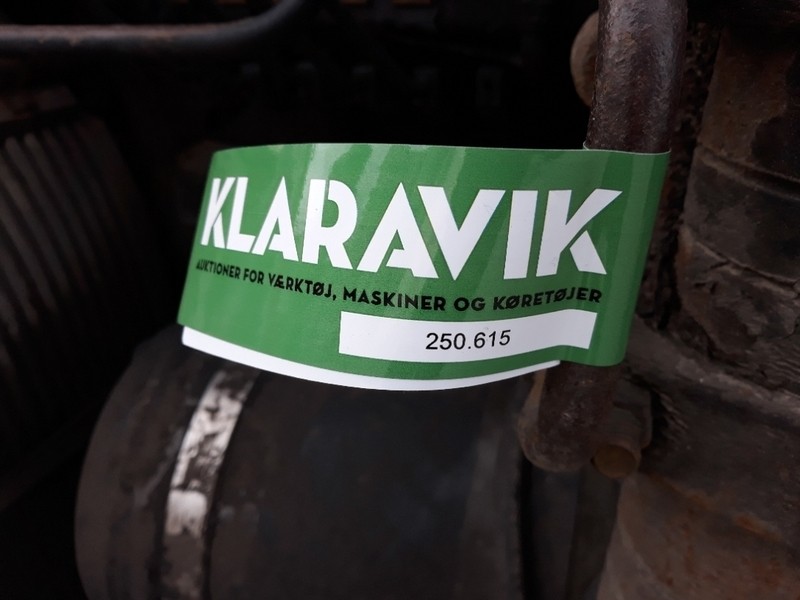 KLARAVIK
AUKTIONER FOR VÆRKTØJ, MASKINER OG KØRETØJER
250.615